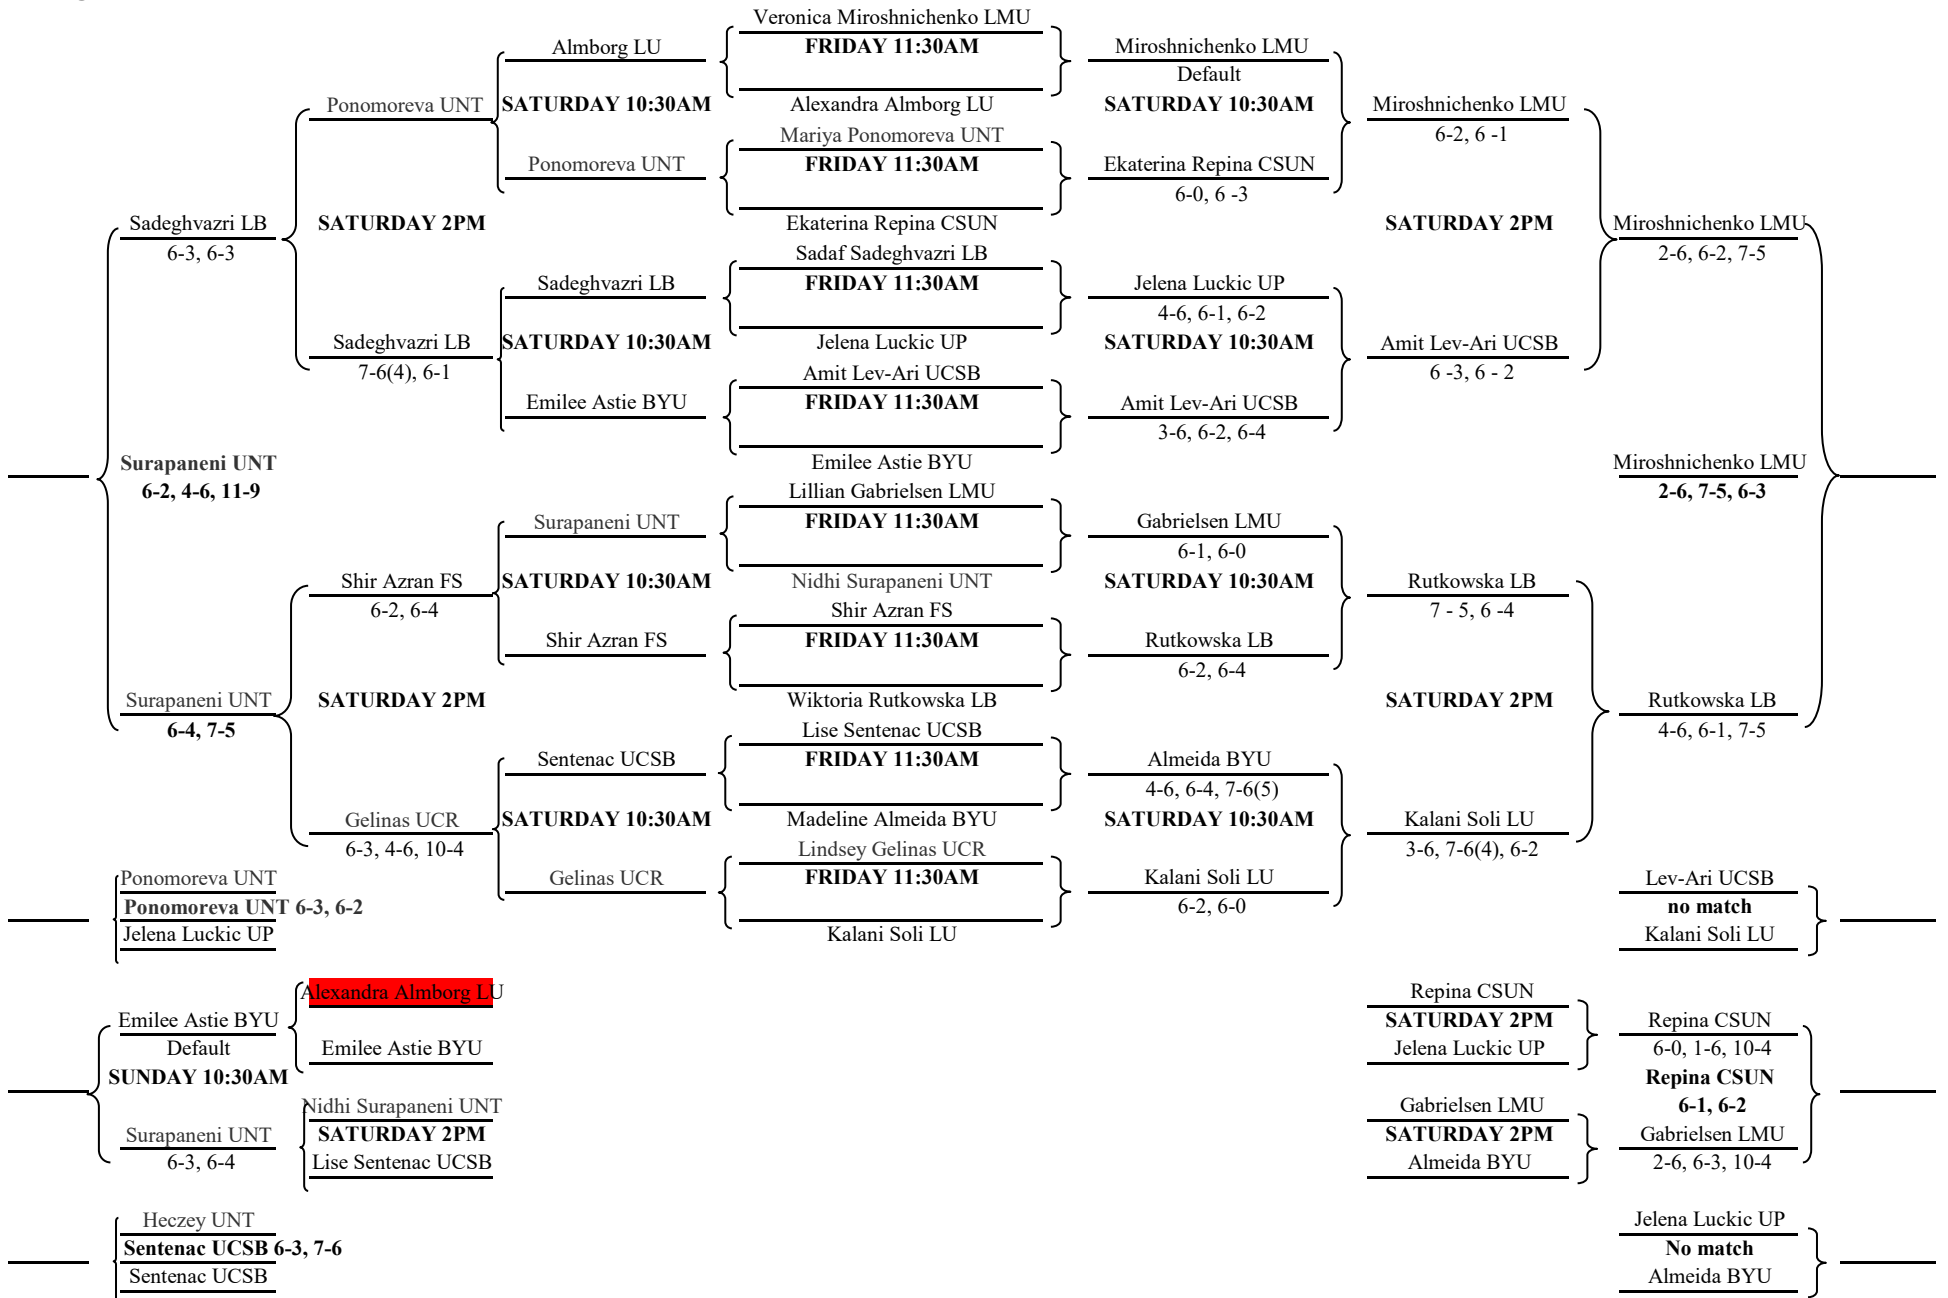 Veronica Miroshnichenko LMU
Almborg LU FRIDAY 11:30AM Miroshnichenko LMU
Default
Ponomoreva UNT SATURDAY 10:30AM Alexandra Almborg LU SATURDAY 10:30AM Miroshnichenko LMU
Mariya Ponomoreva UNT 6-2, 6 -1
Ponomoreva UNT FRIDAY 11:30AM Ekaterina Repina CSUN
6-0, 6 -3
Sadeghvazri LB SATURDAY 2PM Ekaterina Repina CSUN SATURDAY 2PM Miroshnichenko LMU
6-3, 6-3 Sadaf Sadeghvazri LB 2-6, 6-2, 7-5
Sadeghvazri LB FRIDAY 11:30AM Jelena Luckic UP
4-6, 6-1, 6-2
Sadeghvazri LB SATURDAY 10:30AM Jelena Luckic UP SATURDAY 10:30AM Amit Lev-Ari UCSB
7-6(4), 6-1 Amit Lev-Ari UCSB 6 -3, 6 - 2
Emilee Astie BYU FRIDAY 11:30AM Amit Lev-Ari UCSB
3-6, 6-2, 6-4
Surapaneni UNT Emilee Astie BYU Miroshnichenko LMU
6-2, 4-6, 11-9 Lillian Gabrielsen LMU 2-6, 7-5, 6-3
Surapaneni UNT FRIDAY 11:30AM Gabrielsen LMU
6-1, 6-0
Shir Azran FS SATURDAY 10:30AM Nidhi Surapaneni UNT SATURDAY 10:30AM Rutkowska LB
6-2, 6-4 Shir Azran FS 7 - 5, 6 -4
Shir Azran FS FRIDAY 11:30AM Rutkowska LB
6-2, 6-4
Surapaneni UNT SATURDAY 2PM Wiktoria Rutkowska LB SATURDAY 2PM Rutkowska LB
6-4, 7-5 Lise Sentenac UCSB 4-6, 6-1, 7-5
Sentenac UCSB FRIDAY 11:30AM Almeida BYU
4-6, 6-4, 7-6(5)
Gelinas UCR SATURDAY 10:30AM Madeline Almeida BYU SATURDAY 10:30AM Kalani Soli LU
6-3, 4-6, 10-4 Lindsey Gelinas UCR 3-6, 7-6(4), 6-2
Ponomoreva UNT Gelinas UCR FRIDAY 11:30AM Kalani Soli LU Lev-Ari UCSB
Ponomoreva UNT 6-3, 6-2 6-2, 6-0 no match
Jelena Luckic UP Kalani Soli LU Kalani Soli LU
Alexandra Almborg LU Repina CSUN
Emilee Astie BYU SATURDAY 2PM Repina CSUN
Default Emilee Astie BYU Jelena Luckic UP 6-0, 1-6, 10-4
SUNDAY 10:30AM Repina CSUN
Nidhi Surapaneni UNT Gabrielsen LMU 6-1, 6-2
Surapaneni UNT SATURDAY 2PM SATURDAY 2PM Gabrielsen LMU
6-3, 6-4 Lise Sentenac UCSB Almeida BYU 2-6, 6-3, 10-4
Heczey UNT Jelena Luckic UP
Sentenac UCSB 6-3, 7-6 No match
Sentenac UCSB Almeida BYU